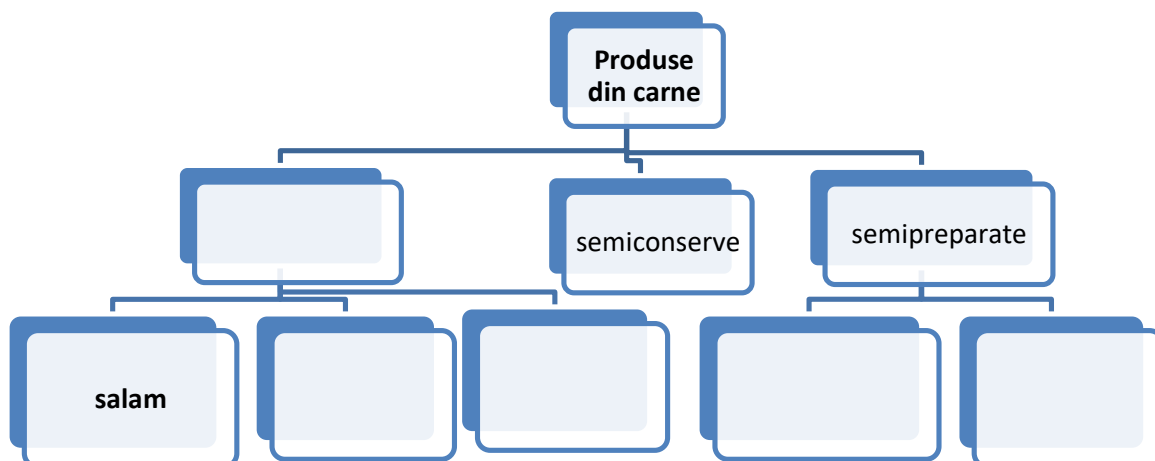 Produse
din carne
semiconserve
semipreparate
salam